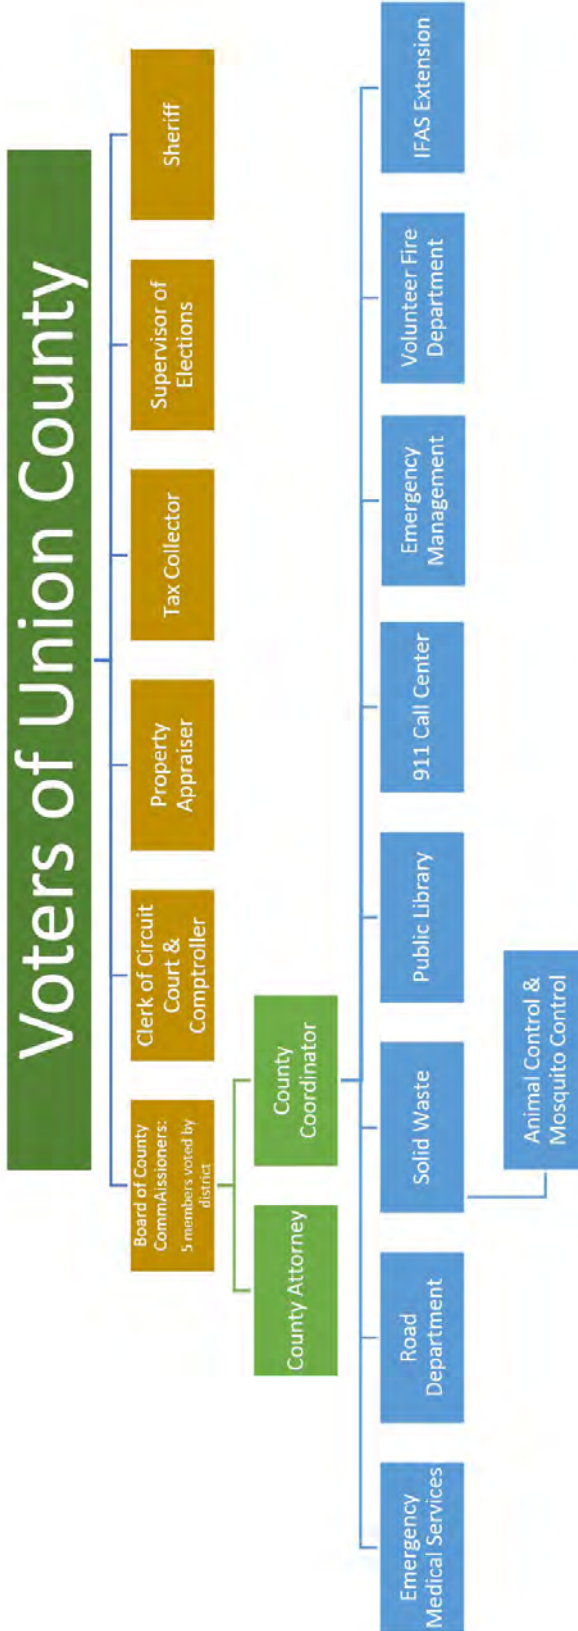 Voters of Union County
Board of County
CommAissioners:
5 members voted by
district
Clerk of Circuit
Court &
Comptroller
Property
Appraiser
Tax Collector
Supervisor of
Elections
Sheriff
County Attorney
County
Coordinator
Emergency
Medical Services
Road
Department
Solid Waste
Public Library
911 Call Center
Emergency
Management
Volunteer Fire
Department
IFAS Extension
Animal Control &
Mosquito Control